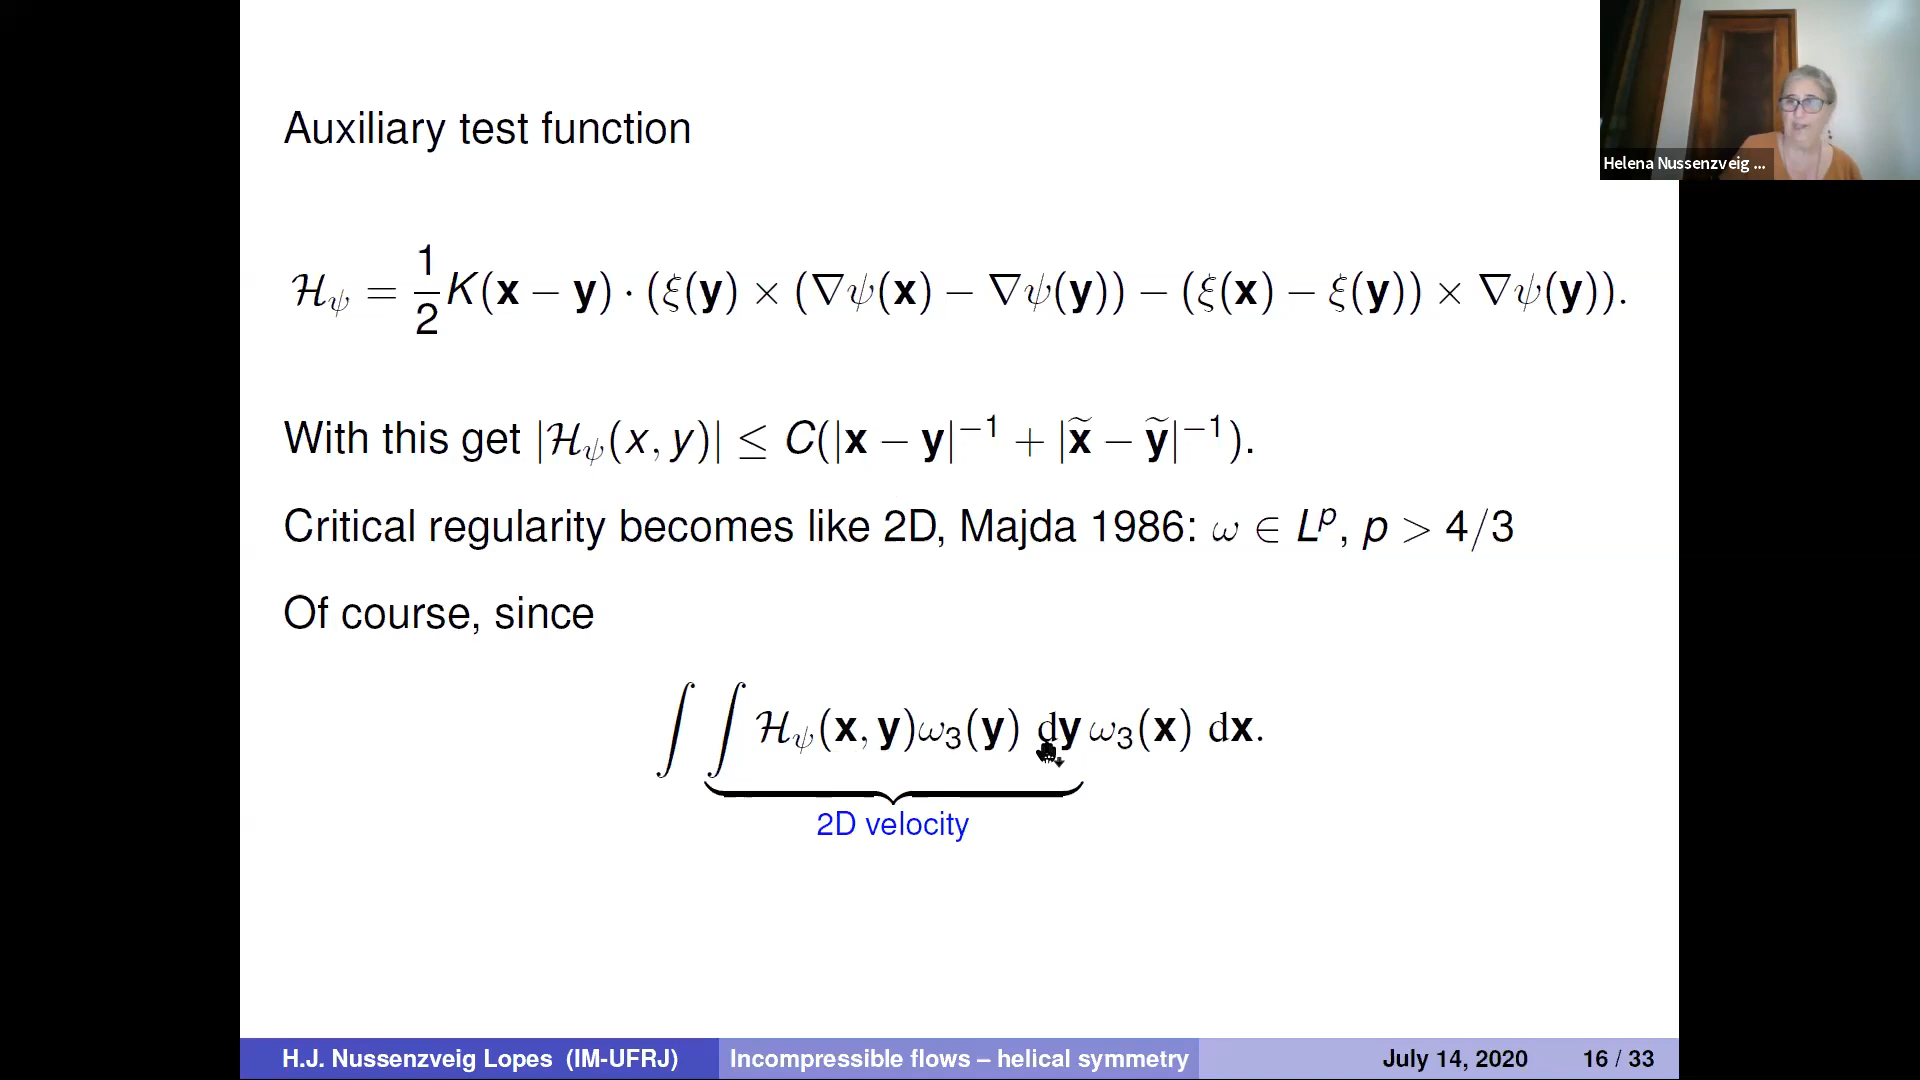 Auxiliary test function
Helena Nussenzveig ...
ℋ_ψ = 1/2 K(x − y) · (ξ(y) × (∇ψ(x) − ∇ψ(y)) − (ξ(x) − ξ(y)) × ∇ψ(y)).
With this get |ℋ_ψ(x, y)| ≤ C(|x − y|⁻¹ + |x̃ − ỹ|⁻¹).
Critical regularity becomes like 2D, Majda 1986: ω ∈ Lᵖ, p > 4/3
Of course, since
∫ ∫ ℋ_ψ(x, y)ω₃(y) dy ω₃(x) dx.
2D velocity
H.J. Nussenzveig Lopes (IM-UFRJ) Incompressible flows – helical symmetry July 14, 2020 16 / 33